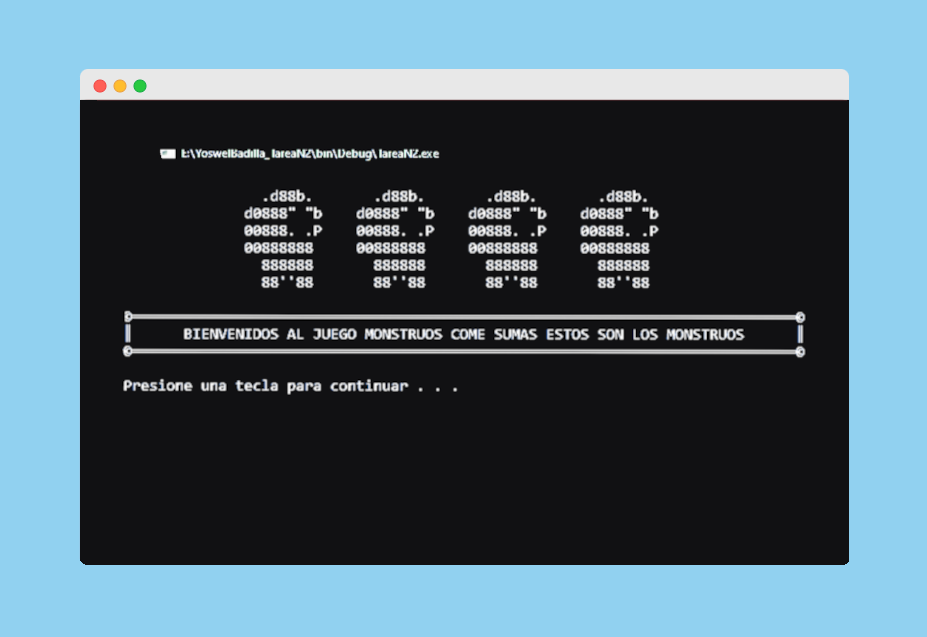 E:\YoswelBadilla_TareaN2\bin\Debug\TareaN2.exe
.d88b. .d88b. .d88b. .d88b.
d0888" "b d0888" "b d0888" "b d0888" "b
00888. .P 00888. .P 00888. .P 00888. .P
00888888 00888888 00888888 00888888
888888 888888 888888 888888
88''88 88''88 88''88 88''88
BIENVENIDOS AL JUEGO MONSTRUOS COME SUMAS ESTOS SON LOS MONSTRUOS
Presione una tecla para continuar . . .